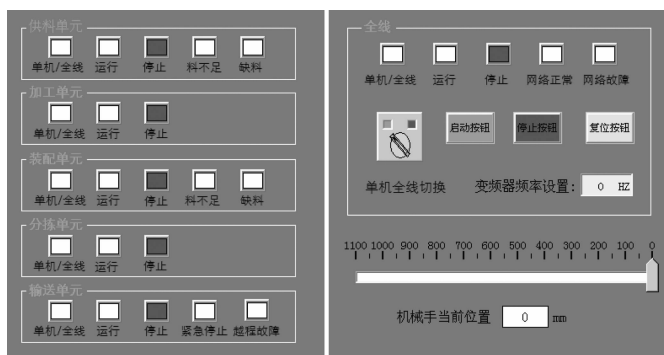 供料单元
单机/全线 运行 停止 料不足 缺料
加工单元
单机/全线 运行 停止
装配单元
单机/全线 运行 停止 料不足 缺料
分拣单元
单机/全线 运行 停止
输送单元
单机/全线 运行 停止 紧急停止 越程故障
全线
单机/全线 运行 停止 网络正常 网络故障
启动按钮 停止按钮 复位按钮
单机全线切换 变频器频率设置: 0 HZ
1100 1000 900 800 700 600 500 400 300 200 100 0
机械手当前位置 0 mm